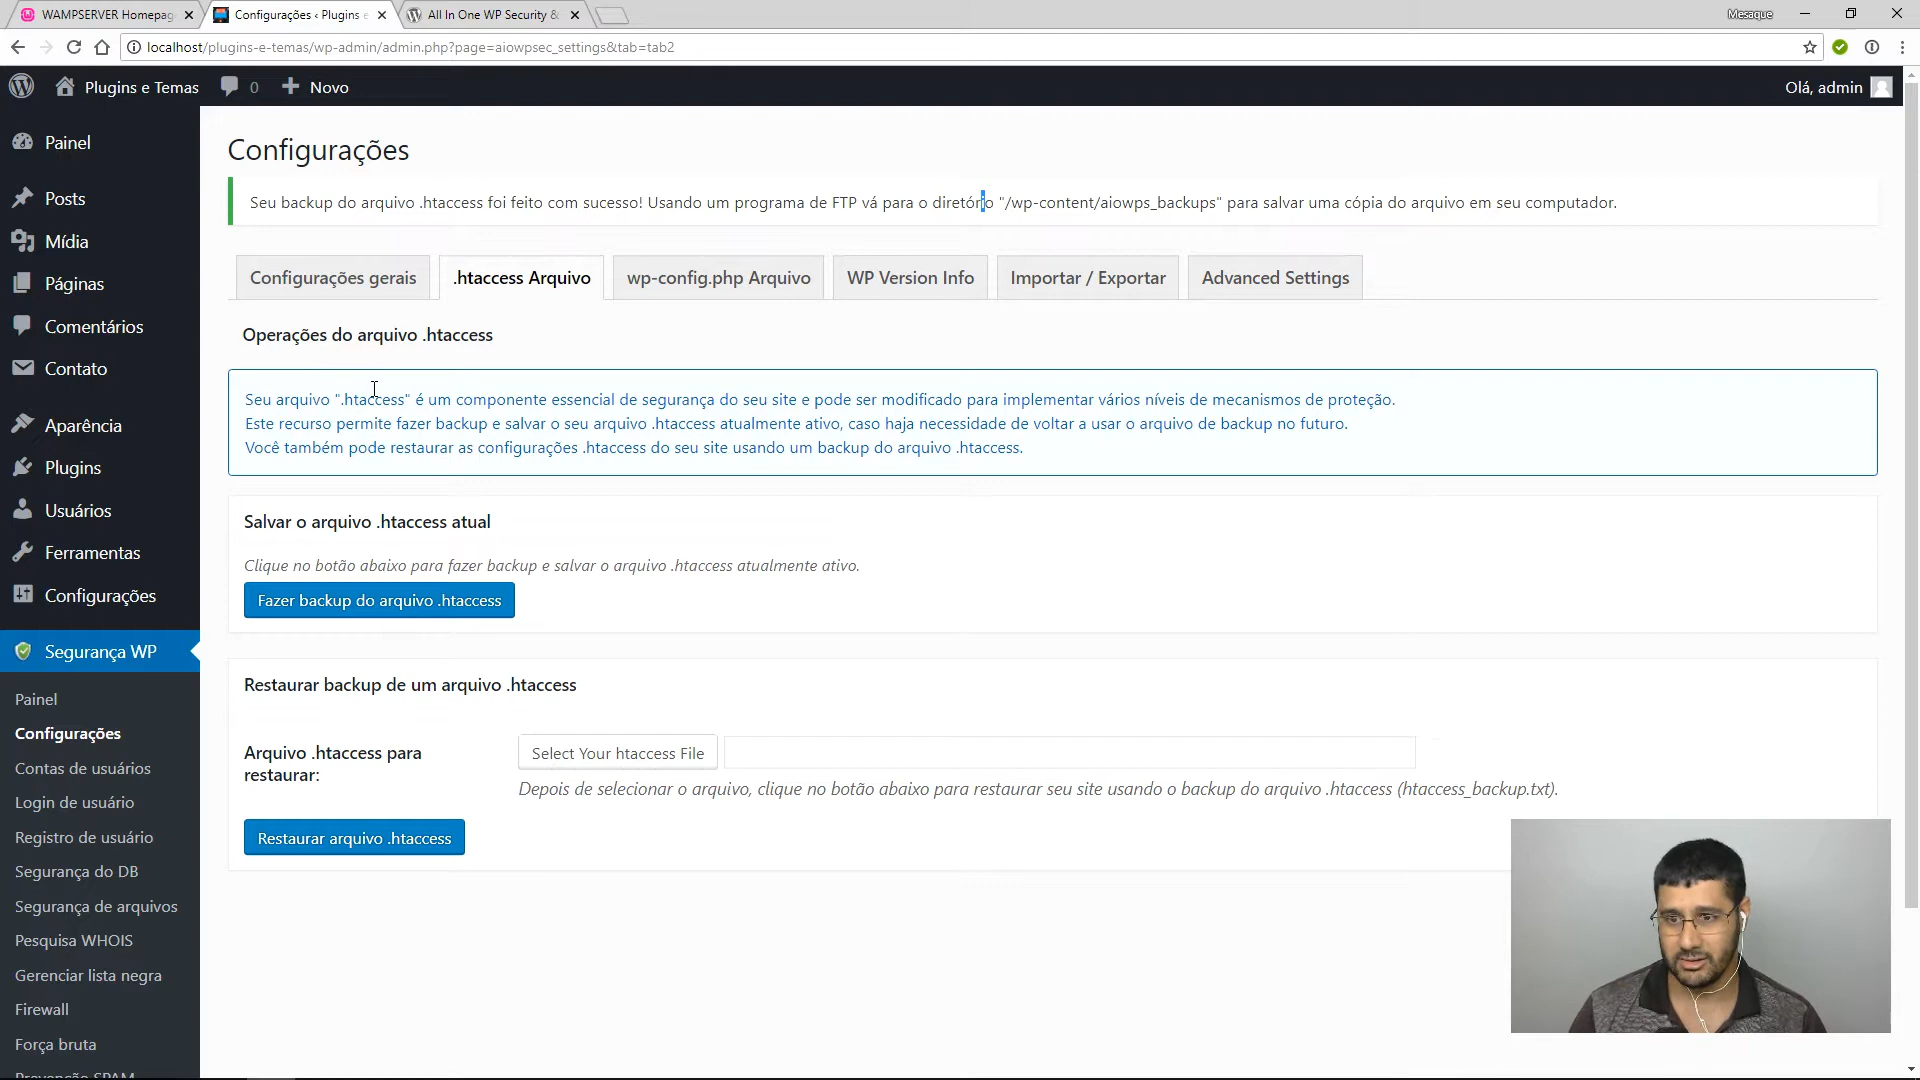 WAMPSERVER Homepag
Configurações ‹ Plugins e
All In One WP Security &
Mesaque
localhost/plugins-e-temas/wp-admin/admin.php?page=aiowpsec_settings&tab=tab2
Plugins e Temas
0
Novo
Olá, admin
Painel
Posts
Mídia
Páginas
Comentários
Contato
Aparência
Plugins
Usuários
Ferramentas
Configurações
Segurança WP
Painel
Configurações
Contas de usuários
Login de usuário
Registro de usuário
Segurança do DB
Segurança de arquivos
Pesquisa WHOIS
Gerenciar lista negra
Firewall
Força bruta
Prevenção SPAM
Configurações
Seu backup do arquivo .htaccess foi feito com sucesso! Usando um programa de FTP vá para o diretório "/wp-content/aiowps_backups" para salvar uma cópia do arquivo em seu computador.
Configurações gerais
.htaccess Arquivo
wp-config.php Arquivo
WP Version Info
Importar / Exportar
Advanced Settings
Operações do arquivo .htaccess
Seu arquivo ".htaccess" é um componente essencial de segurança do seu site e pode ser modificado para implementar vários níveis de mecanismos de proteção.
Este recurso permite fazer backup e salvar o seu arquivo .htaccess atualmente ativo, caso haja necessidade de voltar a usar o arquivo de backup no futuro.
Você também pode restaurar as configurações .htaccess do seu site usando um backup do arquivo .htaccess.
Salvar o arquivo .htaccess atual
Clique no botão abaixo para fazer backup e salvar o arquivo .htaccess atualmente ativo.
Fazer backup do arquivo .htaccess
Restaurar backup de um arquivo .htaccess
Arquivo .htaccess para
restaurar:
Select Your htaccess File
Depois de selecionar o arquivo, clique no botão abaixo para restaurar seu site usando o backup do arquivo .htaccess (htaccess_backup.txt).
Restaurar arquivo .htaccess